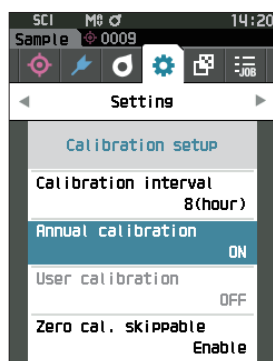 SCI M ♂ 14:20
Sample 0009
-JOB
Setting
Calibration setup
Calibration interval
8(hour)
Annual calibration
ON
User calibration
OFF
Zero cal. skippable
Enable